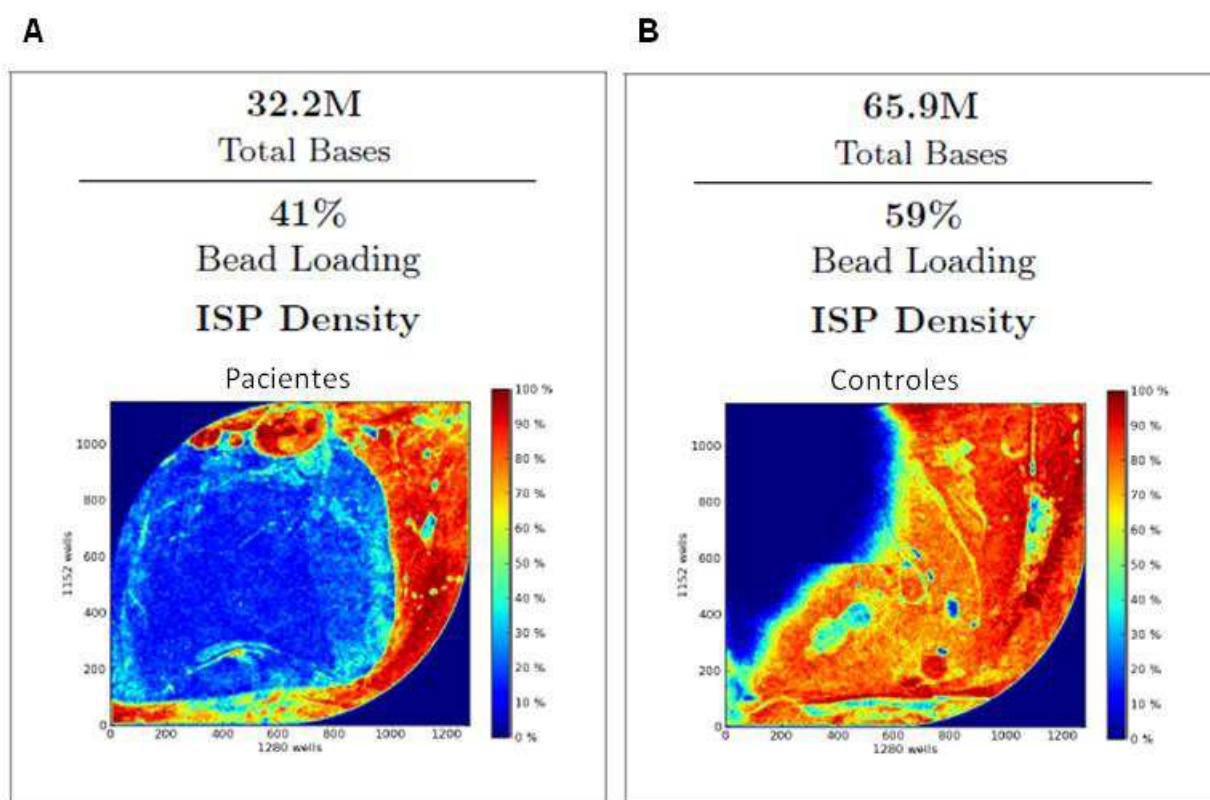 A
32.2M
Total Bases
41%
Bead Loading
ISP Density
Pacientes
100 %
90 %
80 %
70 %
60 %
50 %
40 %
30 %
20 %
10 %
0 %
1000
800
600
400
200
0
1152 wells
0 200 400 600 800 1000 1200
1280 wells
B
65.9M
Total Bases
59%
Bead Loading
ISP Density
Controles
100 %
90 %
80 %
70 %
60 %
50 %
40 %
30 %
20 %
10 %
0 %
1000
800
600
400
200
0
1152 wells
0 200 400 600 800 1000 1200
1280 wells